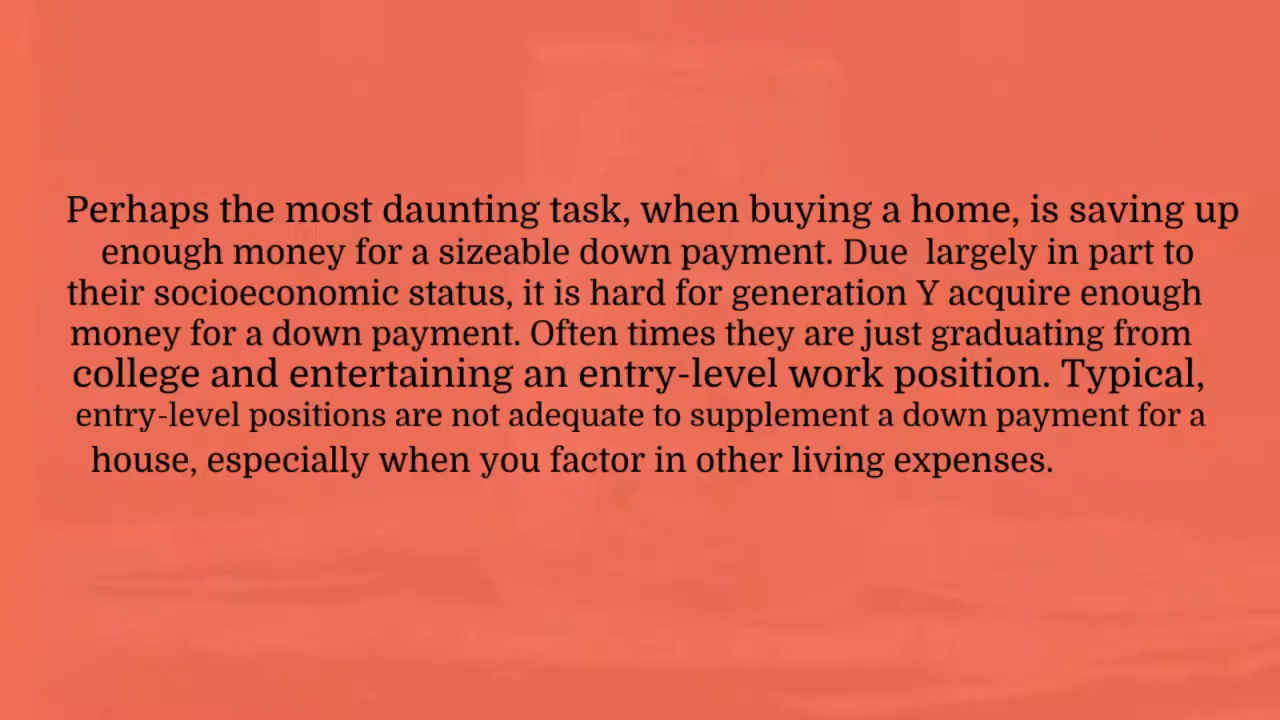 Perhaps the most daunting task, when buying a home, is saving up
enough money for a sizeable down payment. Due  largely in part to
their socioeconomic status, it is hard for generation Y acquire enough
money for a down payment. Often times they are just graduating from
college and entertaining an entry-level work position. Typical,
entry-level positions are not adequate to supplement a down payment for a
house, especially when you factor in other living expenses.